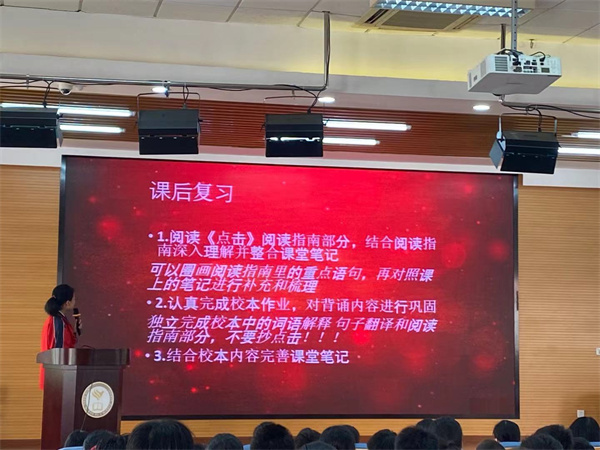 课后复习
• 1.阅读《点击》阅读指南部分，结合阅读指
南深入理解并整合课堂笔记
可以圈画阅读指南里的重点语句，再对照课
上的笔记进行补充和梳理
• 2.认真完成校本作业，对背诵内容进行巩固
独立完成校本中的词语解释 句子翻译和阅读
指南部分，不要抄点击！！！
• 3.结合校本内容完善课堂笔记